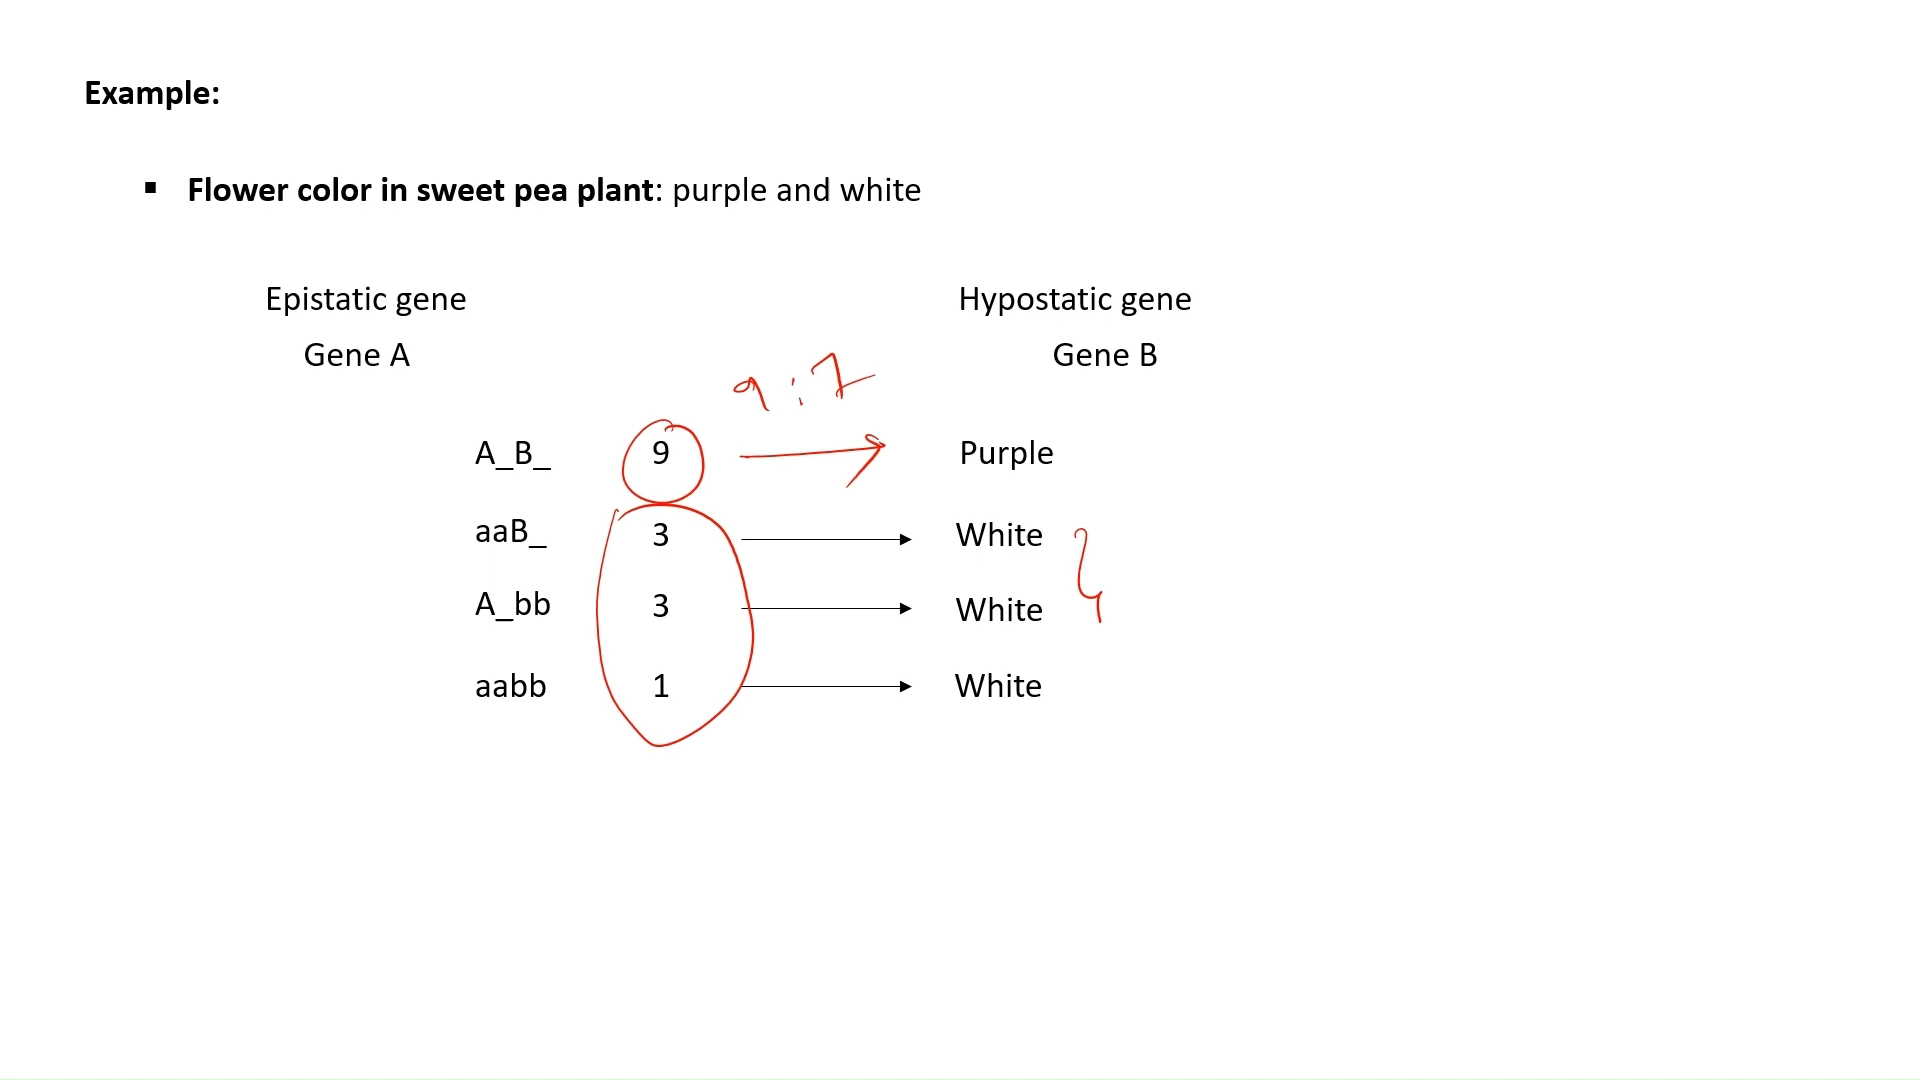 Example:
▪ Flower color in sweet pea plant: purple and white
Epistatic gene Hypostatic gene
Gene A Gene B
9:7
A_B_ 9 Purple
aaB_ 3 White
A_bb 3 White
aabb 1 White